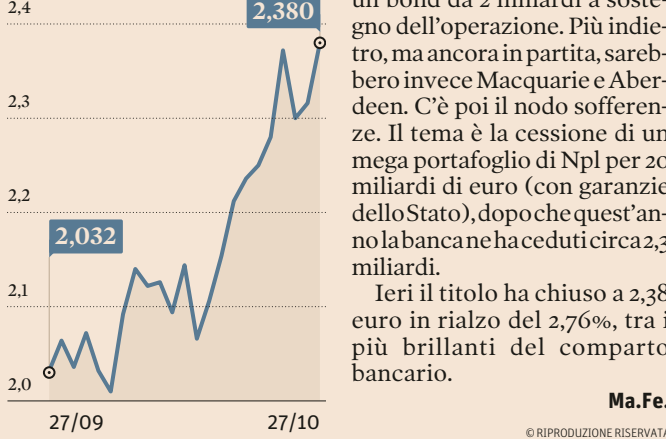 2,4
2,380
2,3
2,2
2,032
2,1
2,0
27/09
27/10
un bond da 2 miliardi a soste-
gno dell'operazione. Più indie-
tro, ma ancora in partita, sareb-
bero invece Macquarie e Aber-
deen. C'è poi il nodo sofferen-
ze. Il tema è la cessione di un
mega portafoglio di Npl per 20
miliardi di euro (con garanzie
dello Stato), dopo che quest'an-
no la banca ne ha ceduti circa 2,3
miliardi.
Ieri il titolo ha chiuso a 2,38
euro in rialzo del 2,76%, tra i
più brillanti del comparto
bancario.
Ma.Fe.
© RIPRODUZIONE RISERVATA